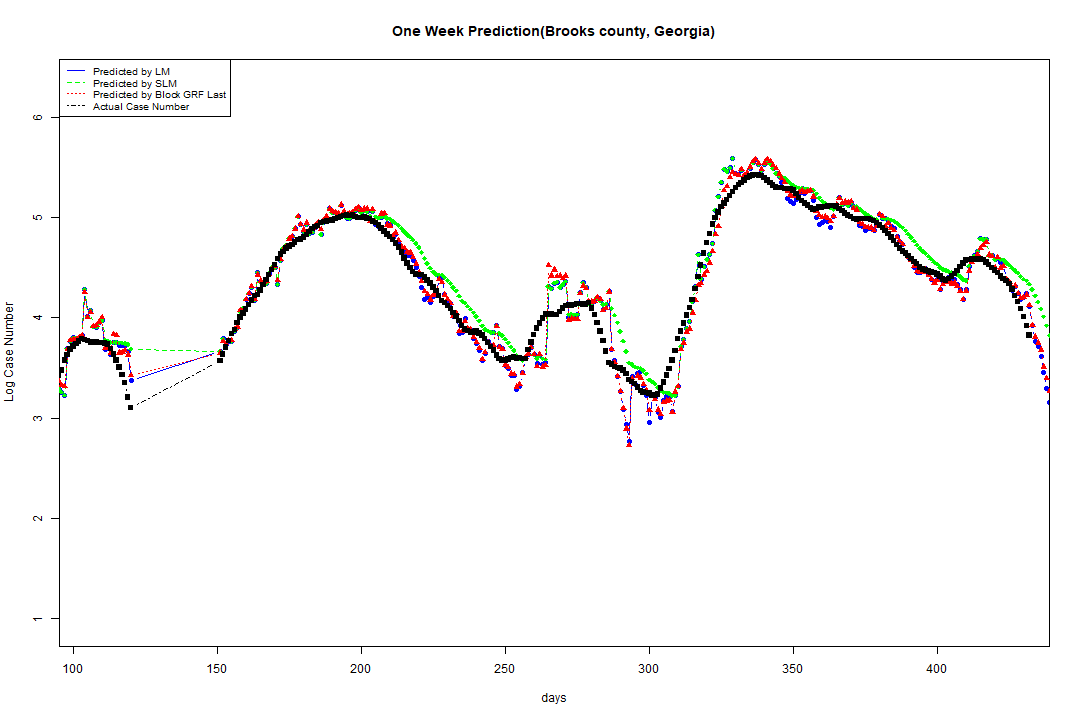 One Week Prediction(Brooks county, Georgia)
Predicted by LM
Predicted by SLM
Predicted by Block GRF Last
Actual Case Number
6
5
4
3
2
1
Log Case Number
100 150 200 250 300 350 400
days